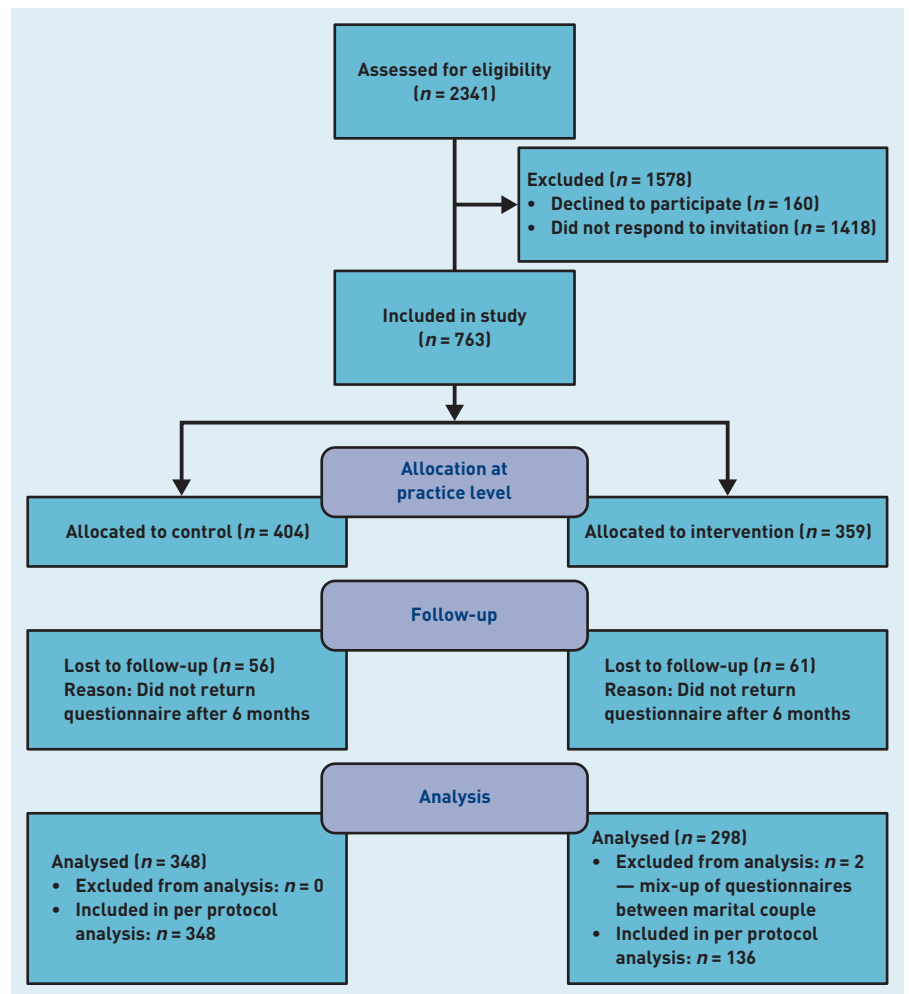 Assessed for eligibility
(n = 2341)
Excluded (n = 1578)
• Declined to participate (n = 160)
• Did not respond to invitation (n = 1418)
Included in study
(n = 763)
Allocation at
practice level
Allocated to control (n = 404)
Allocated to intervention (n = 359)
Follow-up
Lost to follow-up (n = 56)
Reason: Did not return
questionnaire after 6 months
Lost to follow-up (n = 61)
Reason: Did not return
questionnaire after 6 months
Analysis
Analysed (n = 348)
• Excluded from analysis: n = 0
• Included in per protocol
analysis: n = 348
Analysed (n = 298)
• Excluded from analysis: n = 2
— mix-up of questionnaires
between marital couple
• Included in per protocol
analysis: n = 136